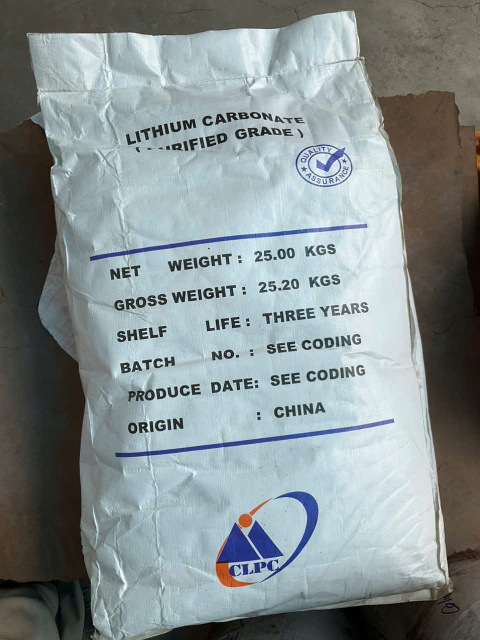 LITHIUM CARBONATE
(PURIFIED GRADE)
QUALITY
ASSURANCE
NET WEIGHT : 25.00 KGS
GROSS WEIGHT : 25.20 KGS
SHELF LIFE : THREE YEARS
BATCH NO. : SEE CODING
PRODUCE DATE: SEE CODING
ORIGIN : CHINA
CLPC